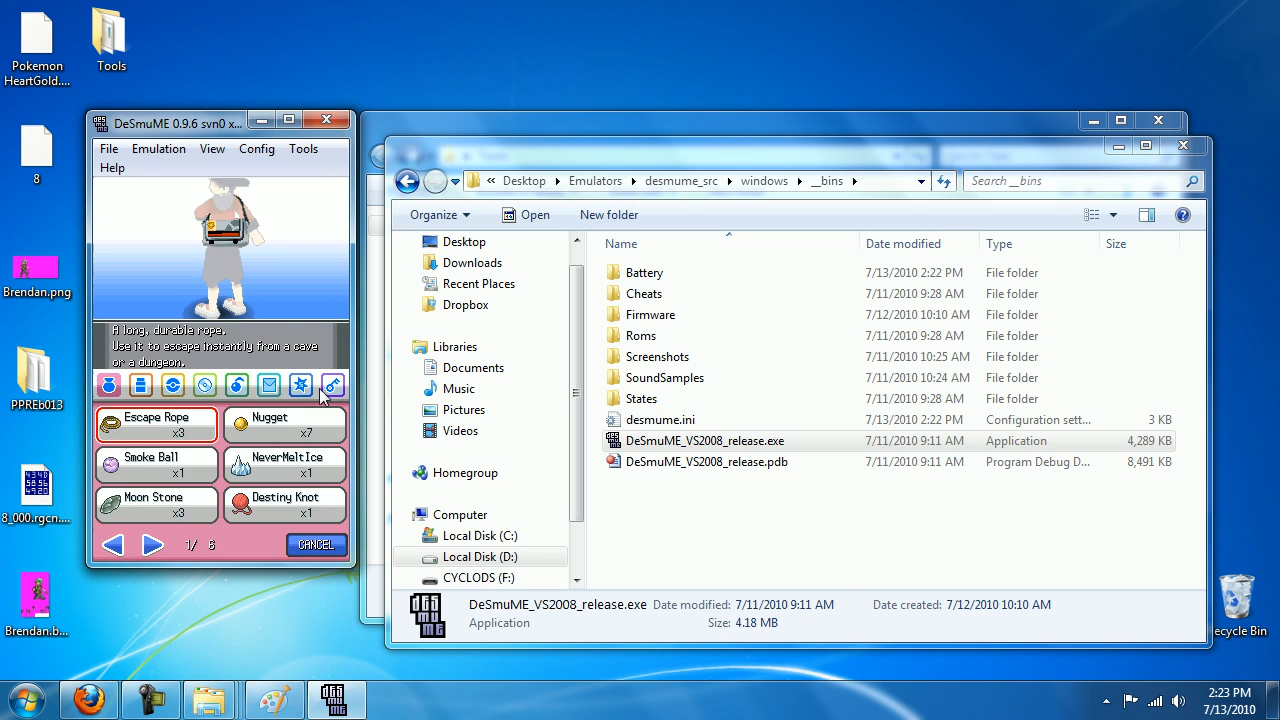 Pokemon
HeartGold....
Tools
8
Brendan.png
PPREb013
8_000.rgcn....
Brendan.b...
DeSmuME 0.9.6 svn0 x...
File Emulation View Config Tools
Help
A long, durable rope.
Use it to escape instantly from a cave
or a dungeon.
Escape Rope
x3
Nugget
x7
Smoke Ball
x1
NeverMeltIce
x1
Moon Stone
x3
Destiny Knot
x1
1/ 6
CANCEL
« Desktop Emulators desmume_src windows __bins
Search __bins
Organize Open New folder
Desktop
Downloads
Recent Places
Dropbox
Libraries
Documents
Music
Pictures
Videos
Homegroup
Computer
Local Disk (C:)
Local Disk (D:)
CYCLODS (F:)
Name Date modified Type Size
Battery 7/13/2010 2:22 PM File folder
Cheats 7/11/2010 9:28 AM File folder
Firmware 7/12/2010 10:10 AM File folder
Roms 7/11/2010 9:28 AM File folder
Screenshots 7/11/2010 10:25 AM File folder
SoundSamples 7/11/2010 10:24 AM File folder
States 7/11/2010 9:28 AM File folder
desmume.ini 7/13/2010 2:22 PM Configuration sett... 3 KB
DeSmuME_VS2008_release.exe 7/11/2010 9:11 AM Application 4,289 KB
DeSmuME_VS2008_release.pdb 7/11/2010 9:11 AM Program Debug D... 8,491 KB
DeSmuME_VS2008_release.exe Date modified: 7/11/2010 9:11 AM Date created: 7/12/2010 10:10 AM
Application Size: 4.18 MB
ecycle Bin
2:23 PM
7/13/2010